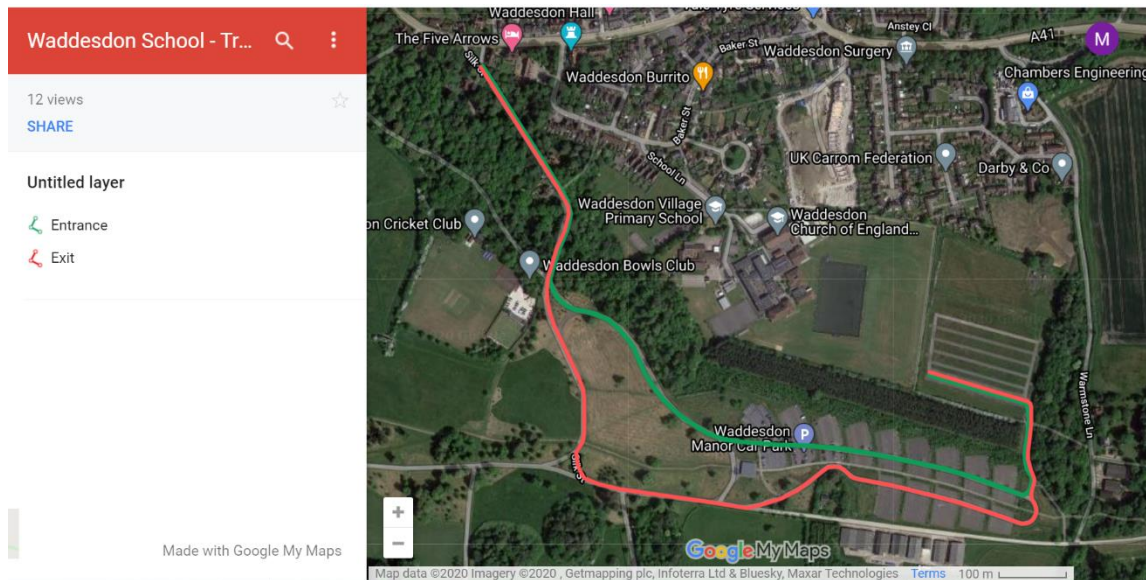 Waddesdon School - Tr...
12 views
SHARE
Untitled layer
Entrance
Exit
Made with Google My Maps
Waddesdon Hall
The Five Arrows
Silk St
Baker St
Anstey Cl
A41
M
Waddesdon Surgery
Waddesdon Burrito
Chambers Engineering
Baker St
School Ln
UK Carrom Federation
Darby & Co
Waddesdon Village
Primary School
Waddesdon
Church of England...
on Cricket Club
Waddesdon Bowls Club
Warmstone Ln
Waddesdon
Manor Car Park
P
Silk St
+
−
Google My Maps
Map data ©2020 Imagery ©2020 , Getmapping plc, Infoterra Ltd & Bluesky, Maxar Technologies Terms 100 m